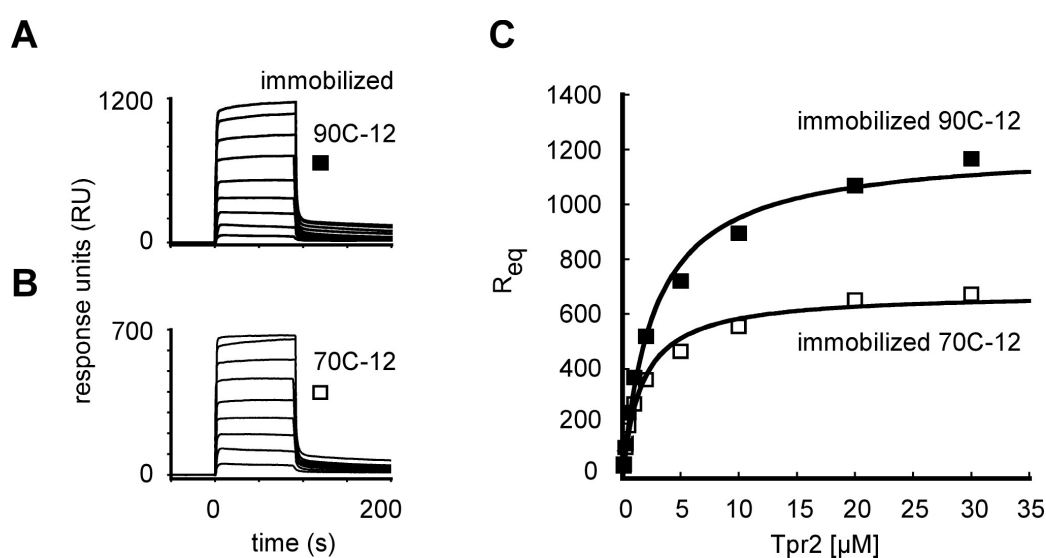 A
immobilized
1200
90C-12
0
B
700
70C-12
0
response units (RU)
0
200
time (s)
C
1400
1200
1000
800
600
400
200
0
Req
immobilized 90C-12
immobilized 70C-12
0 5 10 15 20 25 30 35
Tpr2 [µM]